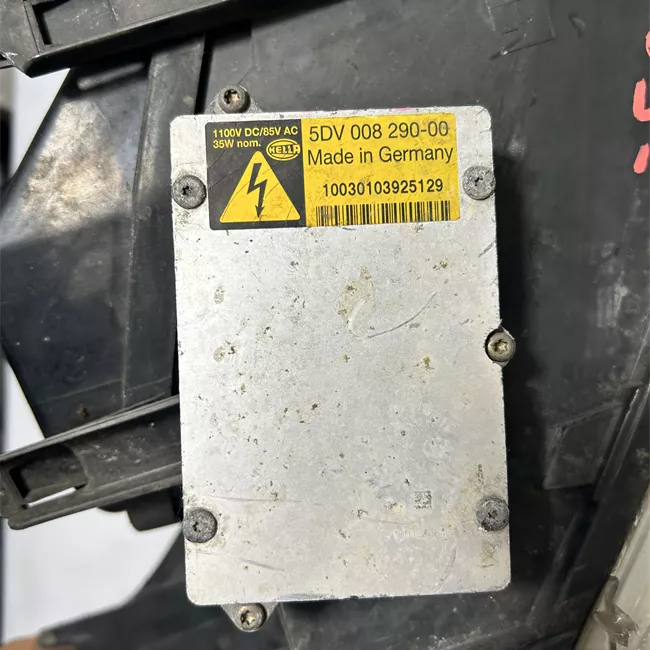 1100V DC/85V AC
35W nom.
HELLA
5DV 008 290-00
Made in Germany
10030103925129